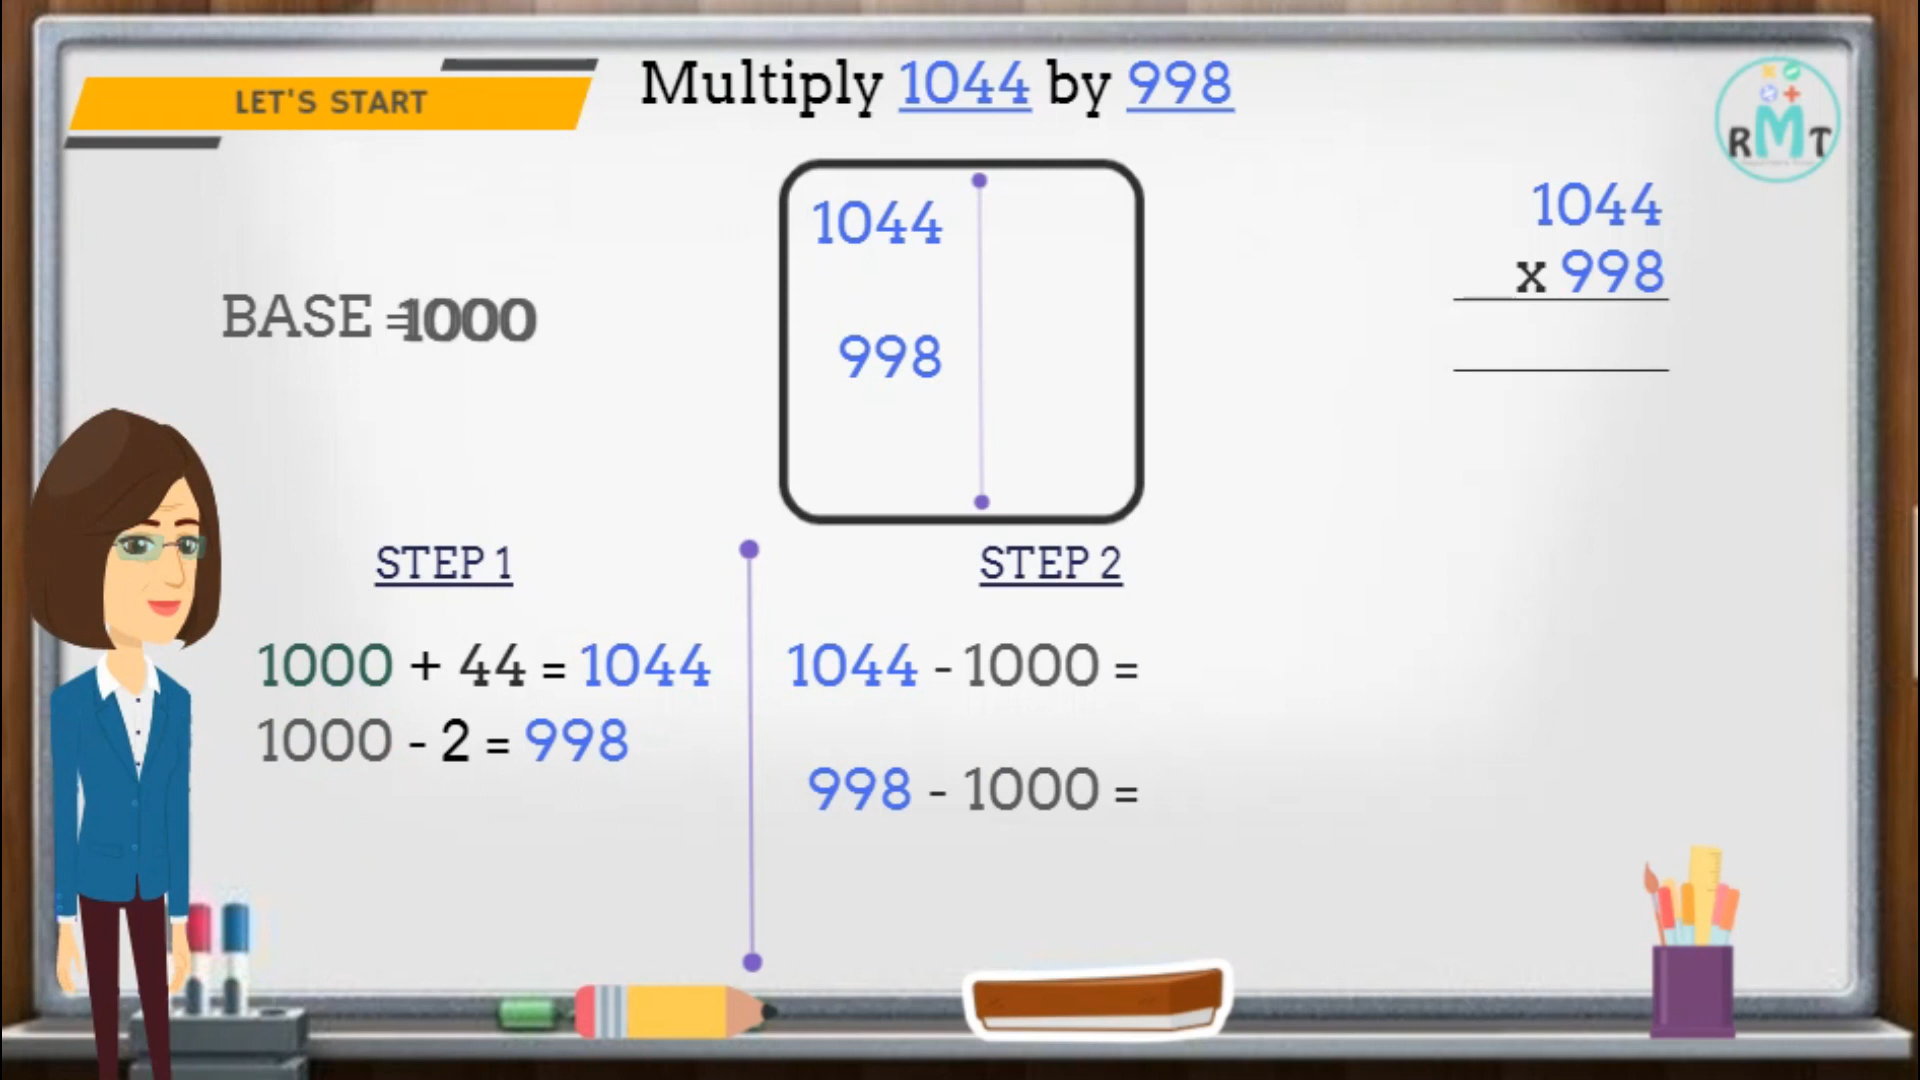 LET'S START
Multiply 1044 by 998
RMT
1044
998
1044
x 998
BASE =1000
STEP 1
1000 + 44 = 1044
1000 - 2 = 998
STEP 2
1044 - 1000 =
998 - 1000 =